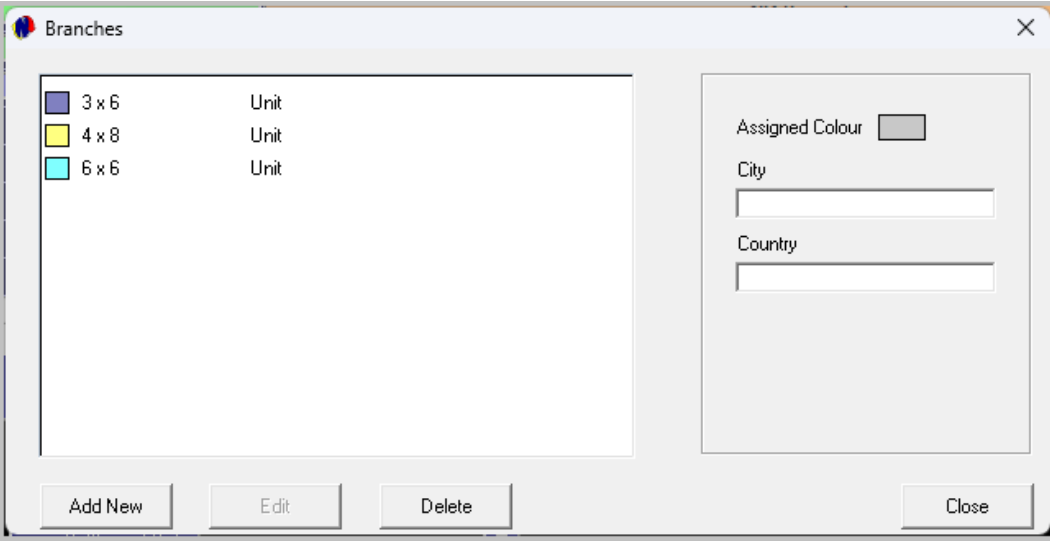 Branches
3 x 6 Unit
4 x 8 Unit
6 x 6 Unit
Assigned Colour
City
Country
Add New Edit Delete Close